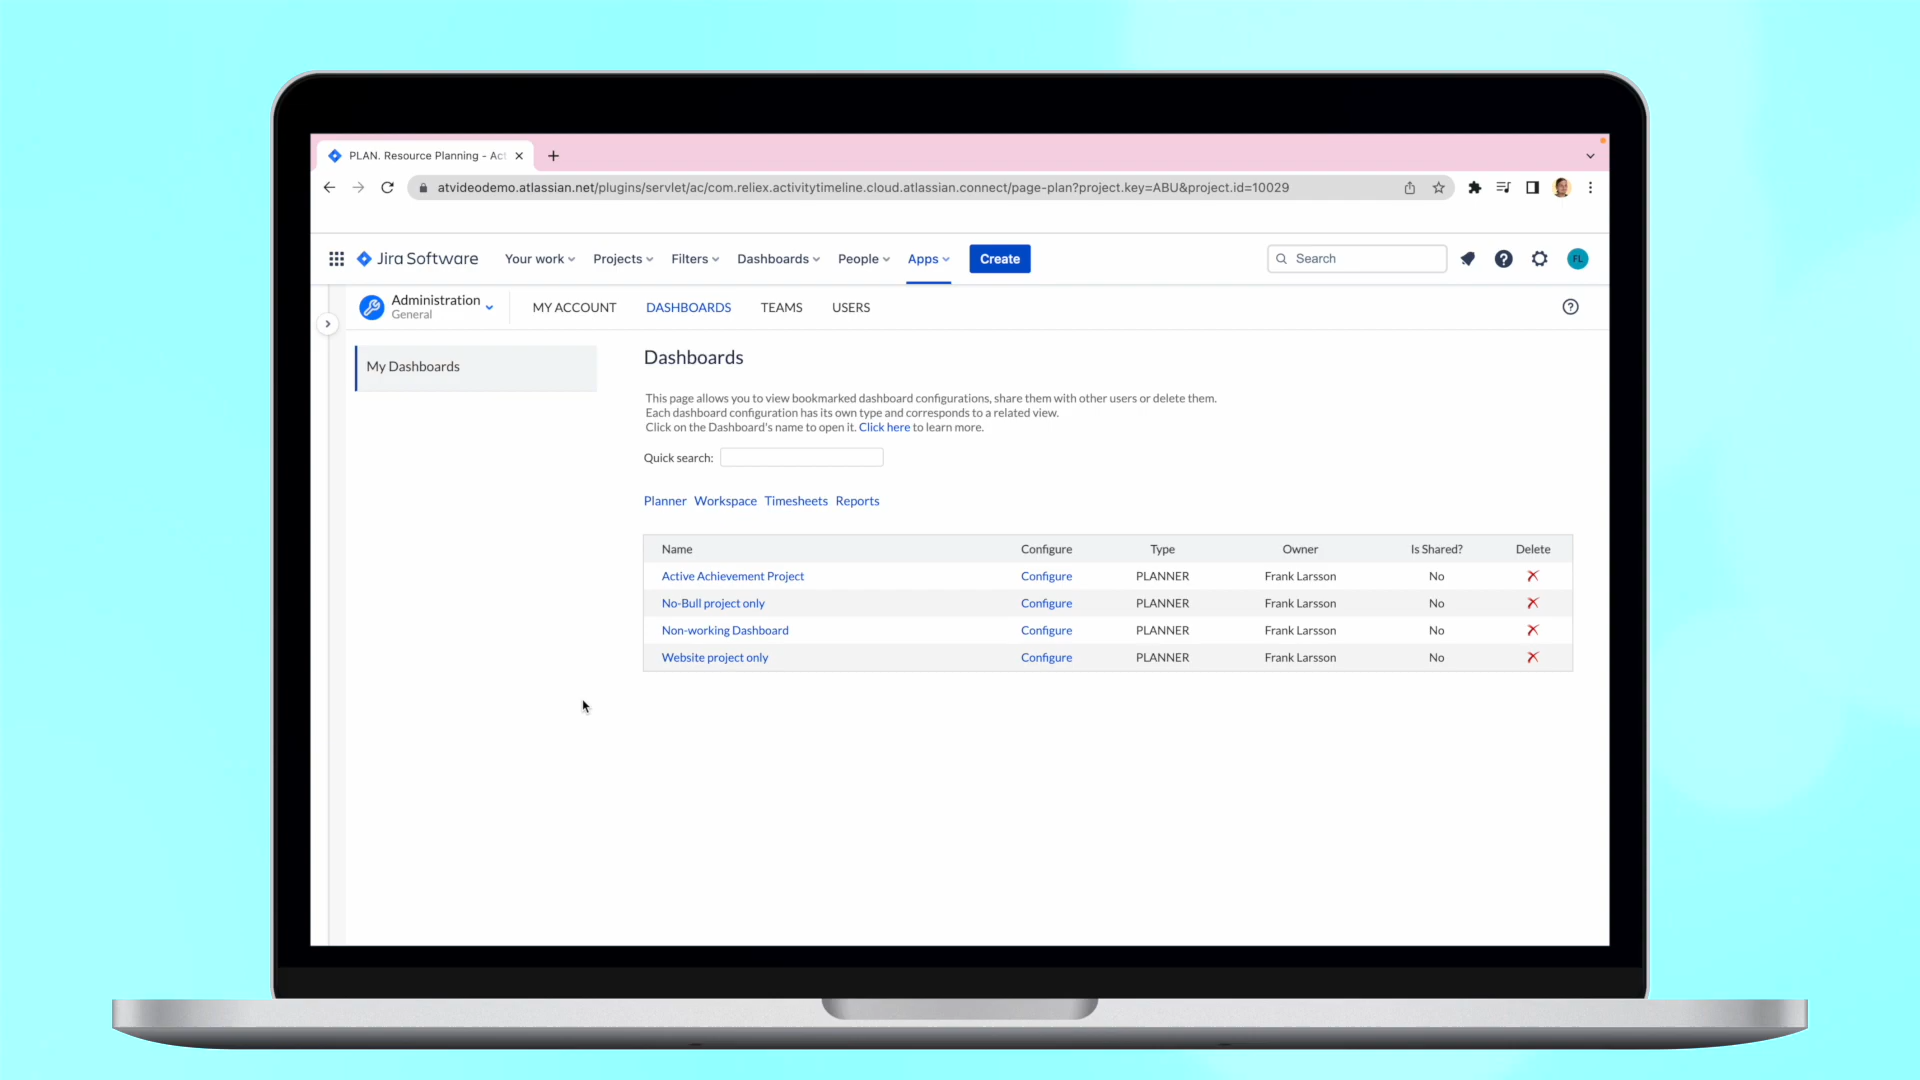 PLAN. Resource Planning - Act
atvideodemo.atlassian.net/plugins/servlet/ac/com.reliex.activitytimeline.cloud.atlassian.connect/page-plan?project.key=ABU&project.id=10029
Jira Software Your work Projects Filters Dashboards People Apps Create Search FL
Administration
General
MY ACCOUNT DASHBOARDS TEAMS USERS
My Dashboards
Dashboards
This page allows you to view bookmarked dashboard configurations, share them with other users or delete them.
Each dashboard configuration has its own type and corresponds to a related view.
Click on the Dashboard's name to open it. Click here to learn more.
Quick search:
Planner Workspace Timesheets Reports
Name Configure Type Owner Is Shared? Delete
Active Achievement Project Configure PLANNER Frank Larsson No
No-Bull project only Configure PLANNER Frank Larsson No
Non-working Dashboard Configure PLANNER Frank Larsson No
Website project only Configure PLANNER Frank Larsson No